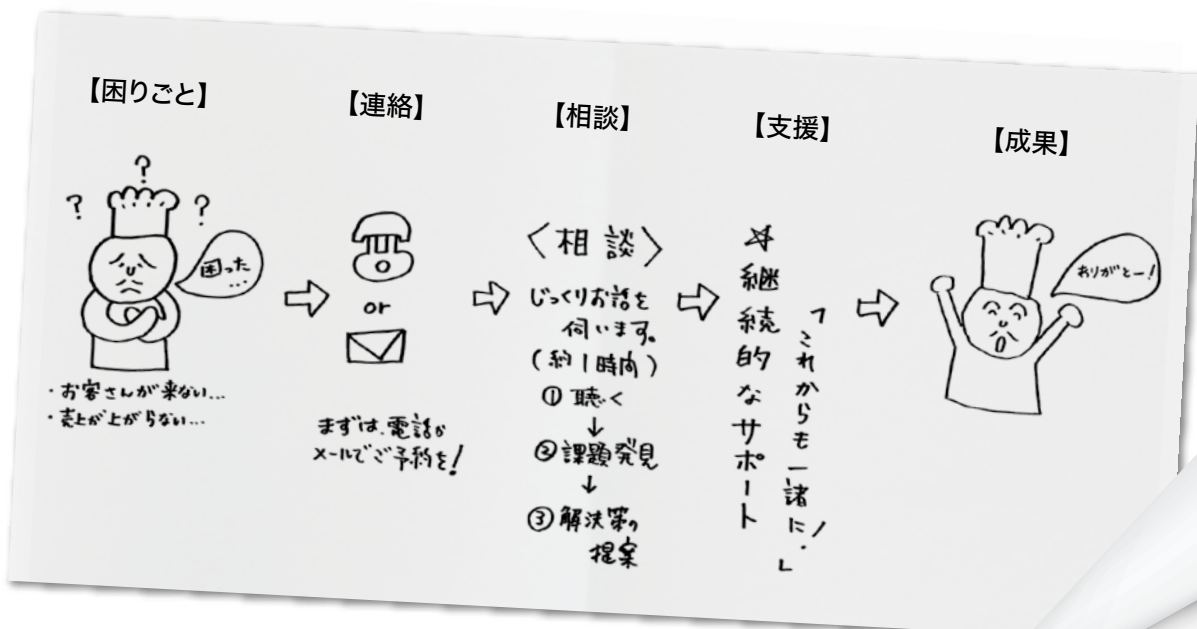 【困りごと】
?
?
?
困った
...
・お客さんが来ない...
・売上が上がらない...
【連絡】
or
まずは、電話か
メールでご予約を!
【相談】
〈相談〉
じっくりお話を
伺います。
(約1時間)
①聴く
↓
②課題発見
↓
③解決策の
提案
【支援】
☆継続的なサポート
「これからも一諸に!」
【成果】
ありがとー!